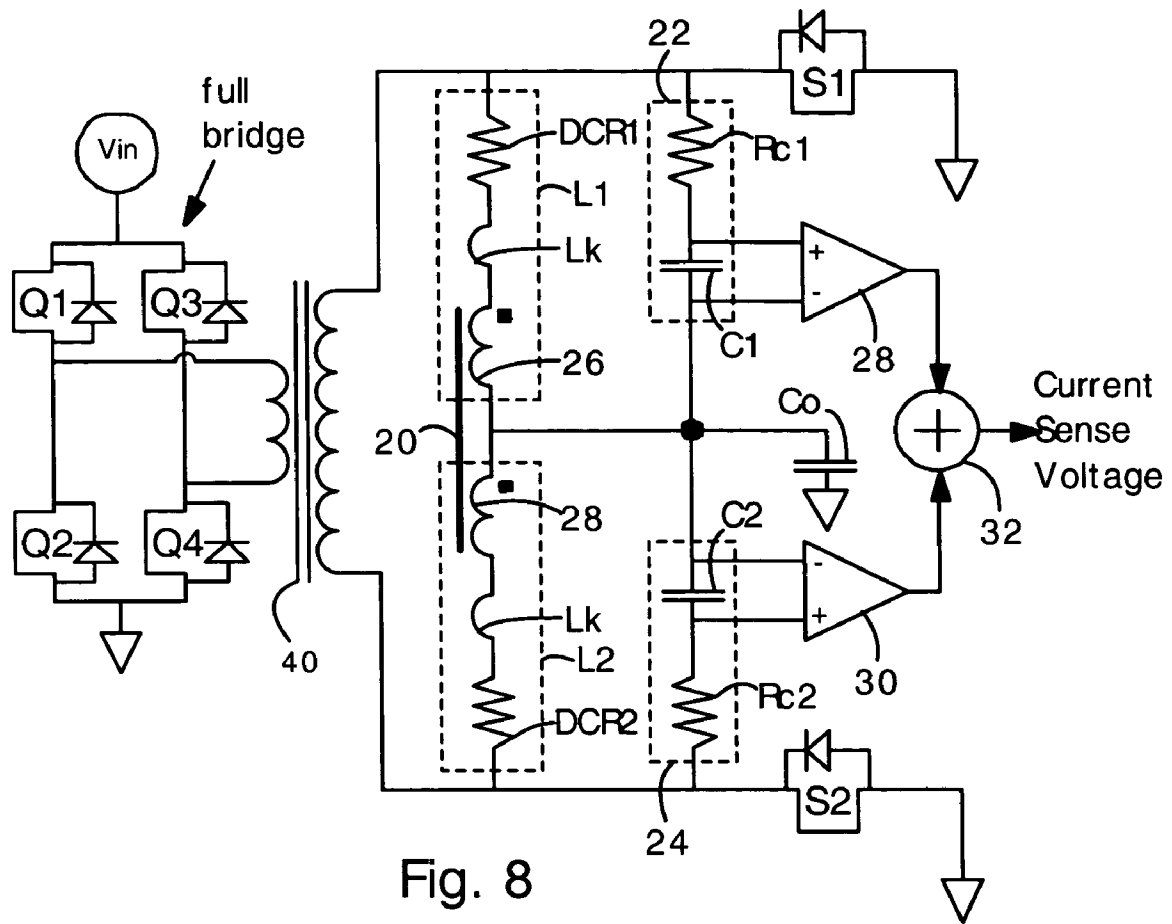 22
S1
full
bridge
Vin
DCR1
Rc1
L1
Lk
Q1
Q3
+
-
28
C1
26
Co
20
Current
Sense
Voltage
+
32
28
C2
Q2
Q4
-
+
30
Lk
L2
40
Rc2
DCR2
S2
24
Fig. 8